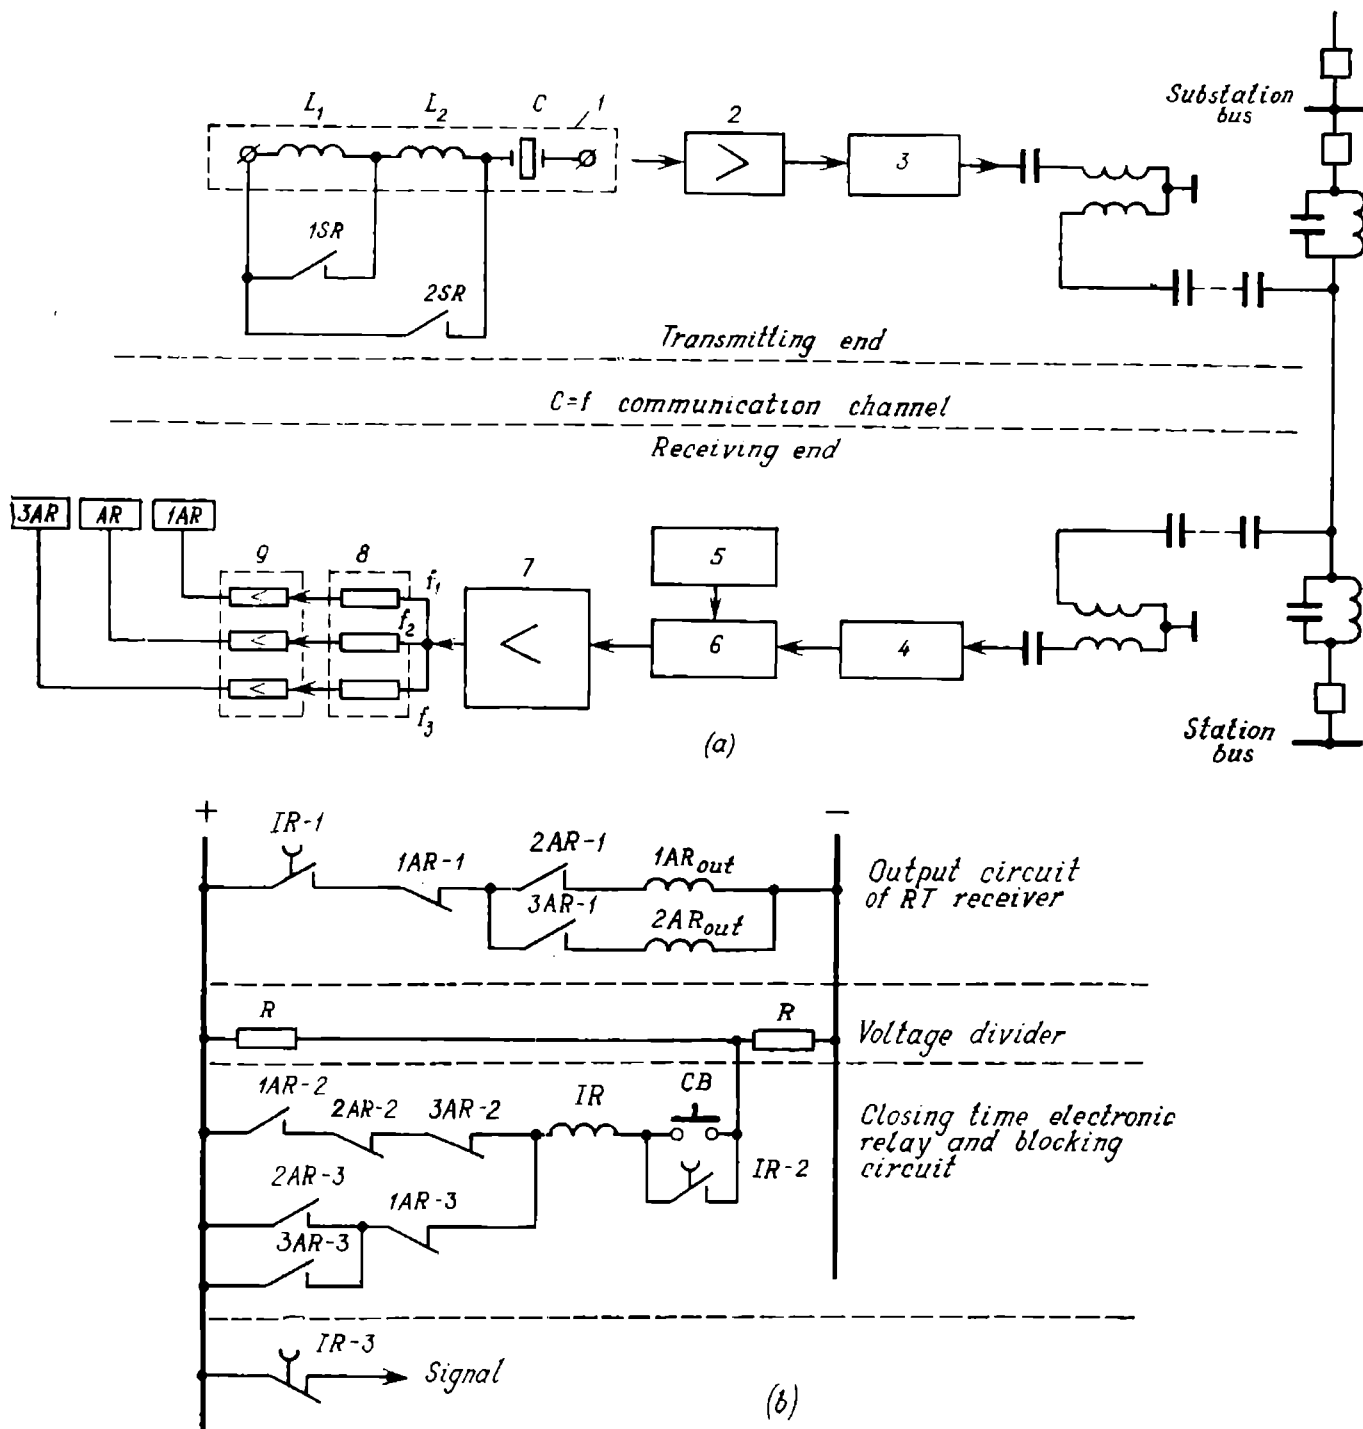 L1 L2 C 1 2
Substation
bus
> 3
1SR
2SR
Transmitting end
C=f communication channel
Receiving end
3AR AR 1AR
9 8 7 5
f1
f2
f3
< < <
<
6 4
Station
bus
(a)
+ −
IR-1
1AR-1 2AR-1 1ARout
3AR-1 2ARout
Output circuit
of RT receiver
R R
Voltage divider
1AR-2 2AR-2 3AR-2 IR CB
Closing time electronic
relay and blocking
circuit
2AR-3 1AR-3 IR-2
3AR-3
IR-3
Signal
(b)